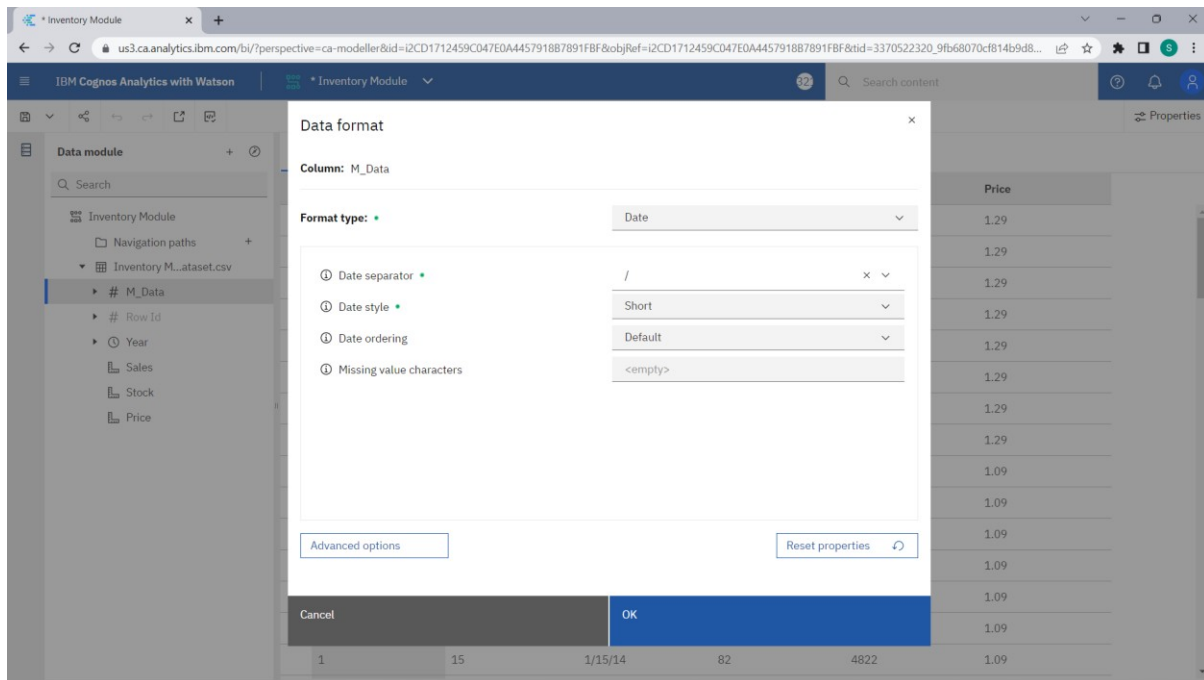 * Inventory Module
us3.ca.analytics.ibm.com/bi/?perspective=ca-modeller&id=i2CD1712459C047E0A4457918B7891FBF&objRef=i2CD1712459C047E0A4457918B7891FBF&tid=3370522320_9fb68070cf814b9d8...
S
IBM Cognos Analytics with Watson
* Inventory Module
32
Search content
Properties
Data module
Search
Inventory Module
Navigation paths
Inventory M...ataset.csv
# M_Data
# Row Id
Year
Sales
Stock
Price
Data format
Column: M_Data
Format type:
Date
Date separator
/
Date style
Short
Date ordering
Default
Missing value characters
<empty>
Advanced options
Reset properties
Cancel
OK
Price
1.29
1.29
1.29
1.29
1.29
1.29
1.29
1.29
1.09
1.09
1.09
1.09
1.09
1.09
1 15 1/15/14 82 4822 1.09